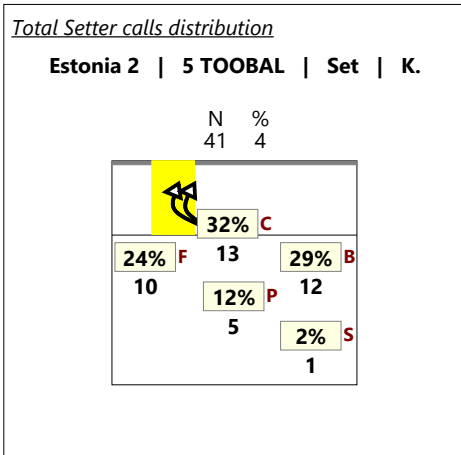 Total Setter calls distribution
Estonia 2 | 5 TOOBAL | Set | K.
N %
41 4
32% C
13
24% F
10
29% B
12
12% P
5
2% S
1